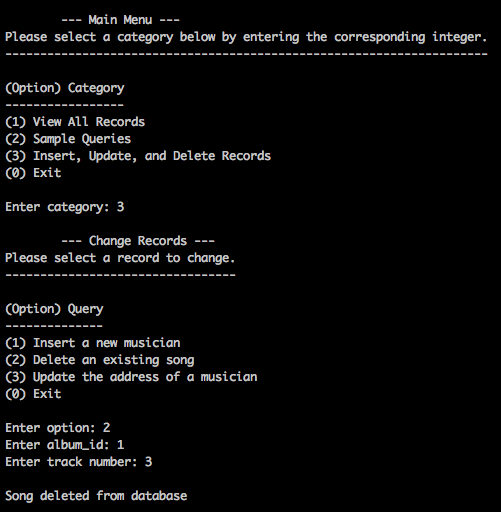 --- Main Menu ---
Please select a category below by entering the corresponding integer.
---------------------------------------------------------------------
(Option) Category
-----------------
(1) View All Records
(2) Sample Queries
(3) Insert, Update, and Delete Records
(0) Exit
Enter category: 3
--- Change Records ---
Please select a record to change.
---------------------------------
(Option) Query
--------------
(1) Insert a new musician
(2) Delete an existing song
(3) Update the address of a musician
(0) Exit
Enter option: 2
Enter album_id: 1
Enter track number: 3
Song deleted from database